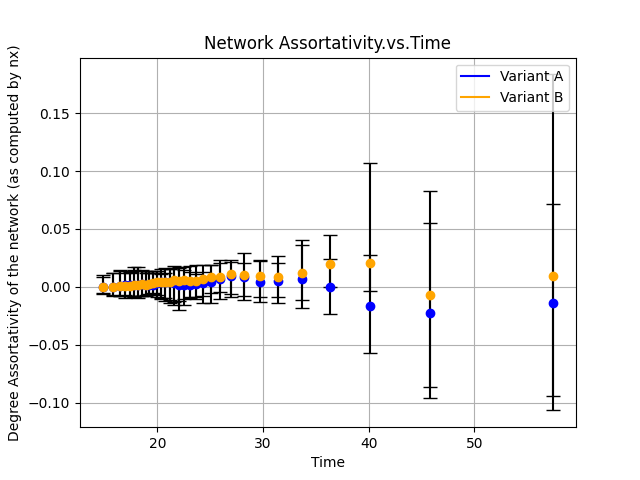 Network Assortativity.vs.Time
Degree Assortativity of the network (as computed by nx)
Variant A
Variant B
0.15
0.10
0.05
0.00
−0.05
−0.10
20
30
40
50
Time